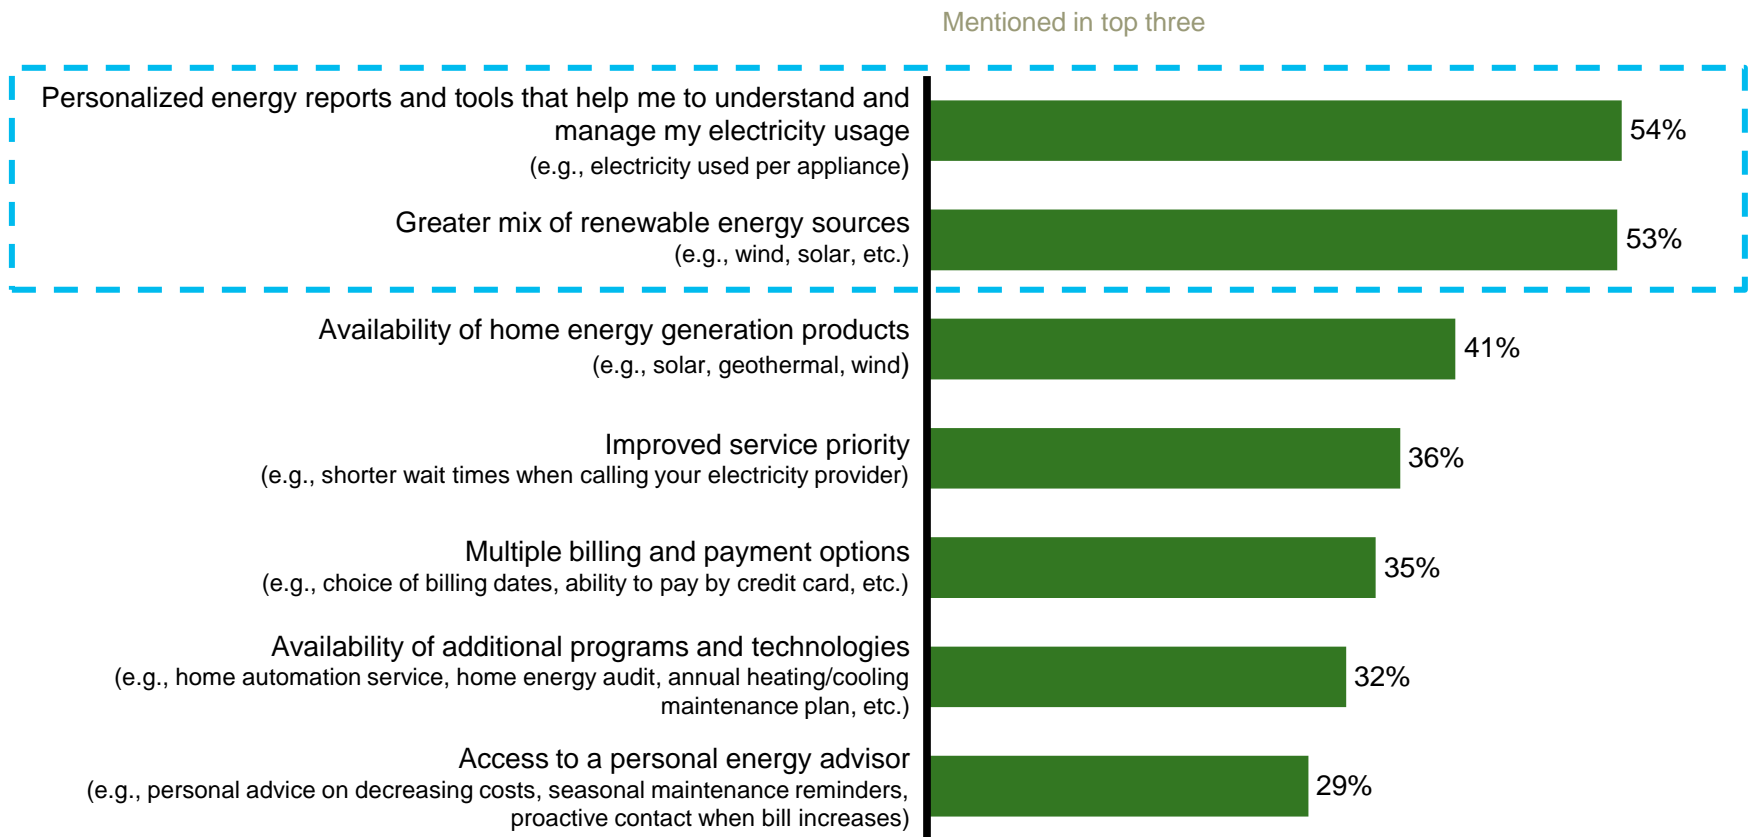 Mentioned in top three
Personalized energy reports and tools that help me to understand and
manage my electricity usage
(e.g., electricity used per appliance)
54%
Greater mix of renewable energy sources
(e.g., wind, solar, etc.)
53%
Availability of home energy generation products
(e.g., solar, geothermal, wind)
41%
Improved service priority
(e.g., shorter wait times when calling your electricity provider)
36%
Multiple billing and payment options
(e.g., choice of billing dates, ability to pay by credit card, etc.)
35%
Availability of additional programs and technologies
(e.g., home automation service, home energy audit, annual heating/cooling
maintenance plan, etc.)
32%
Access to a personal energy advisor
(e.g., personal advice on decreasing costs, seasonal maintenance reminders,
proactive contact when bill increases)
29%